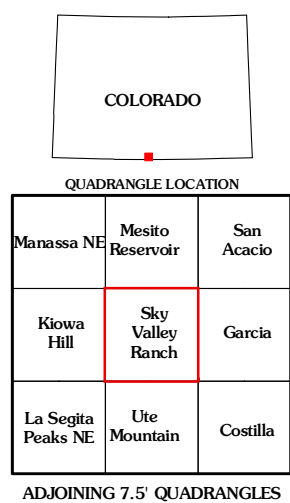 COLORADO
QUADRANGLE LOCATION
Manassa NE
Mesito
Reservoir
San
Acacio
Kiowa
Hill
Sky
Valley
Ranch
Garcia
La Segita
Peaks NE
Ute
Mountain
Costilla
ADJOINING 7.5' QUADRANGLES